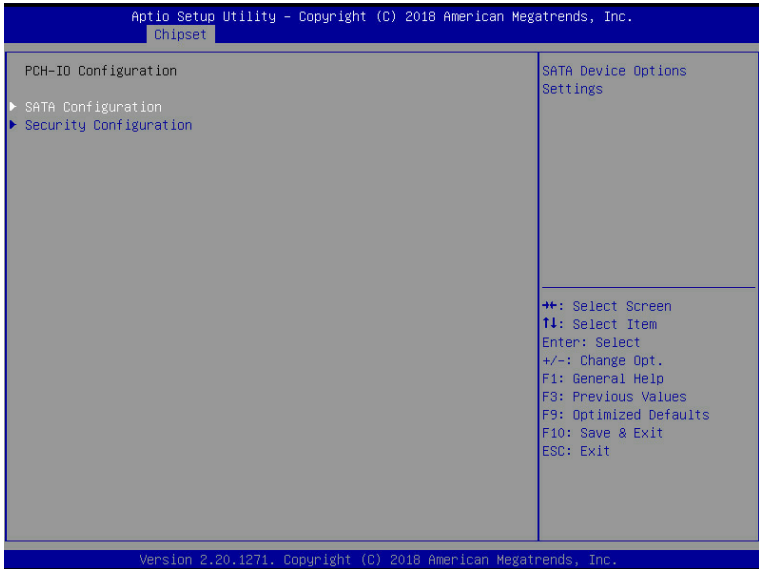 Aptio Setup Utility – Copyright (C) 2018 American Megatrends, Inc.
Chipset
PCH-IO Configuration
▶ SATA Configuration
▶ Security Configuration
SATA Device Options
Settings
→←: Select Screen
↑↓: Select Item
Enter: Select
+/-: Change Opt.
F1: General Help
F3: Previous Values
F9: Optimized Defaults
F10: Save & Exit
ESC: Exit
Version 2.20.1271. Copyright (C) 2018 American Megatrends, Inc.